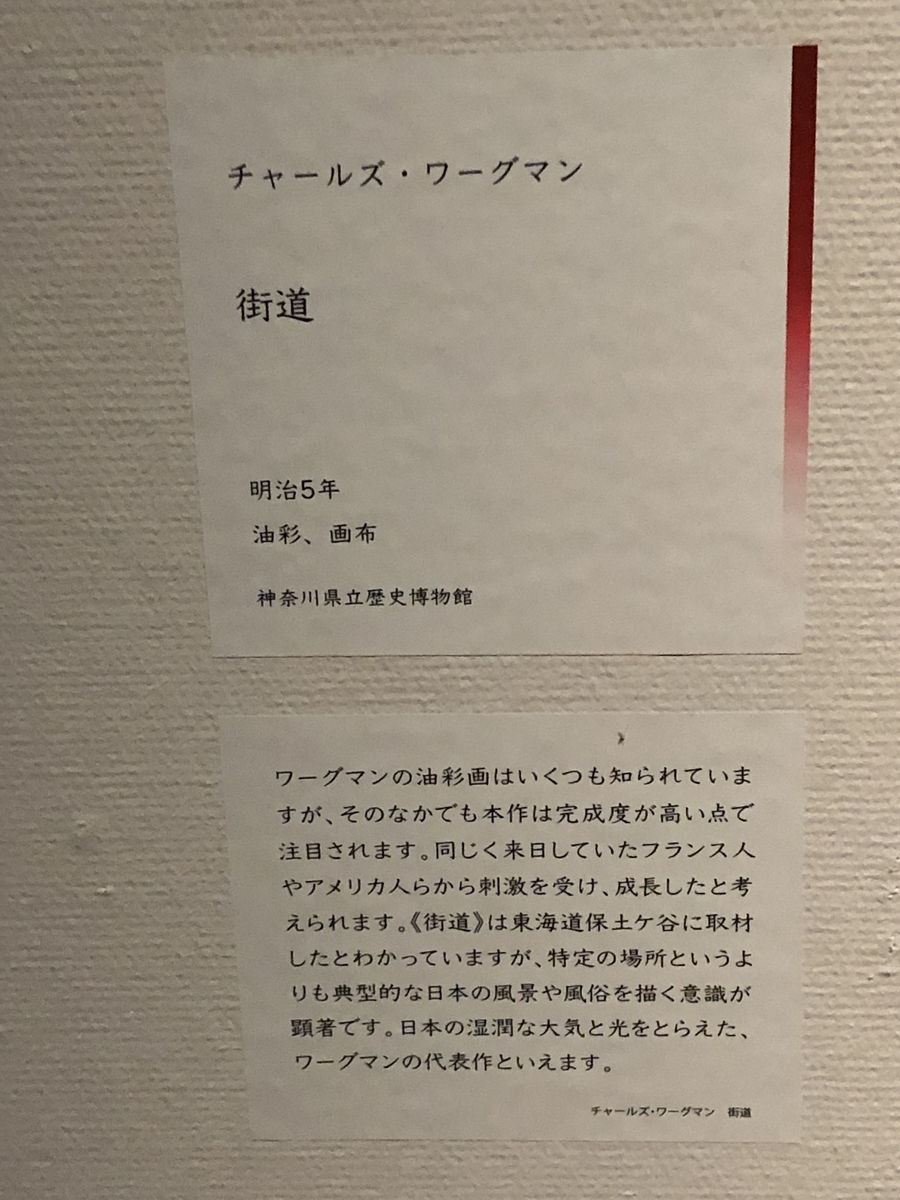 チャールズ・ワーグマン
街道
明治5年
油彩、画布
神奈川県立歴史博物館
ワーグマンの油彩画はいくつも知られていま
すが、そのなかでも本作は完成度が高い点で
注目されます。同じく来日していたフランス人
やアメリカ人らから刺激を受け、成長したと考
えられます。《街道》は東海道保土ケ谷に取材
したとわかっていますが、特定の場所というよ
りも典型的な日本の風景や風俗を描く意識が
顕著です。日本の湿潤な大気と光をとらえた、
ワーグマンの代表作といえます。
チャールズ・ワーグマン　街道